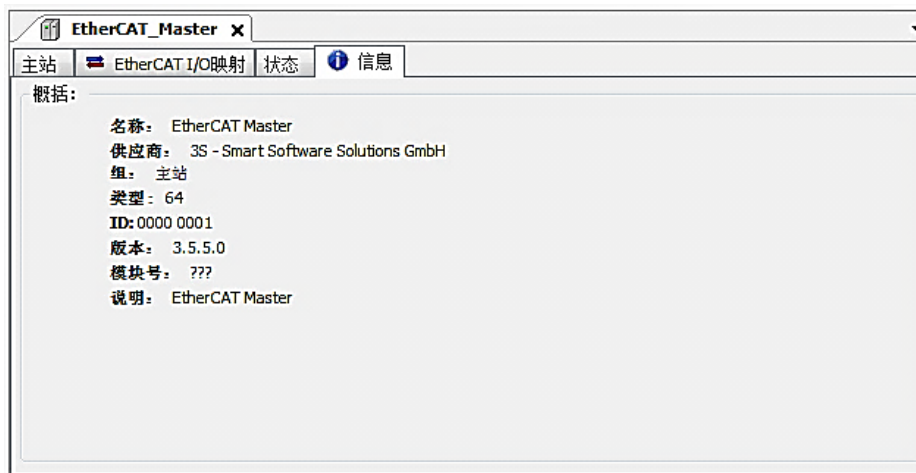 EtherCAT_Master x
主站 EtherCAT I/O映射 状态 信息
概括:
名称: EtherCAT Master
供应商: 3S - Smart Software Solutions GmbH
组: 主站
类型: 64
ID: 0000 0001
版本: 3.5.5.0
模块号: ???
说明: EtherCAT Master